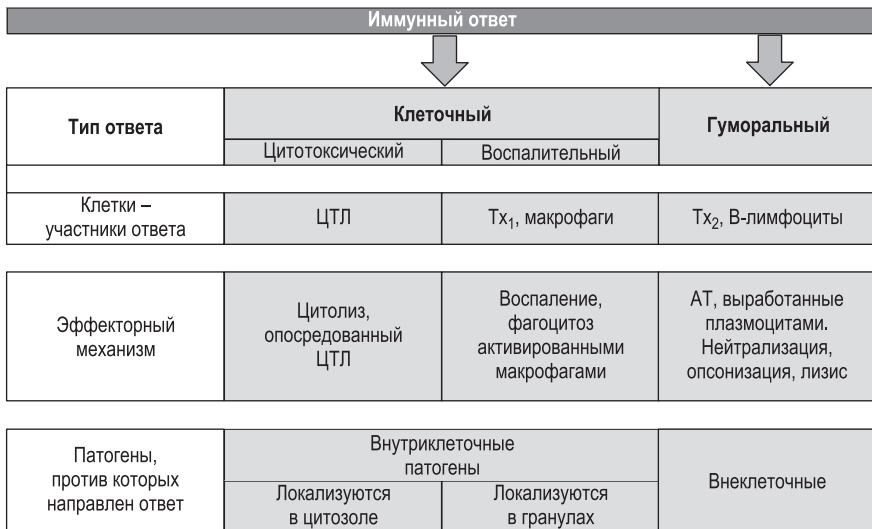 Иммунный ответ
Тип ответа
Клеточный
Гуморальный
Цитотоксический
Воспалительный
Клетки –
участники ответа
ЦТЛ
Тх₁, макрофаги
Тх₂, В-лимфоциты
Эффекторный
механизм
Цитолиз,
опосредованный
ЦТЛ
Воспаление,
фагоцитоз
активированными
макрофагами
АТ, выработанные
плазмоцитами.
Нейтрализация,
опсонизация, лизис
Патогены,
против которых
направлен ответ
Внутриклеточные
патогены
Локализуются
в цитозоле
Локализуются
в гранулах
Внеклеточные